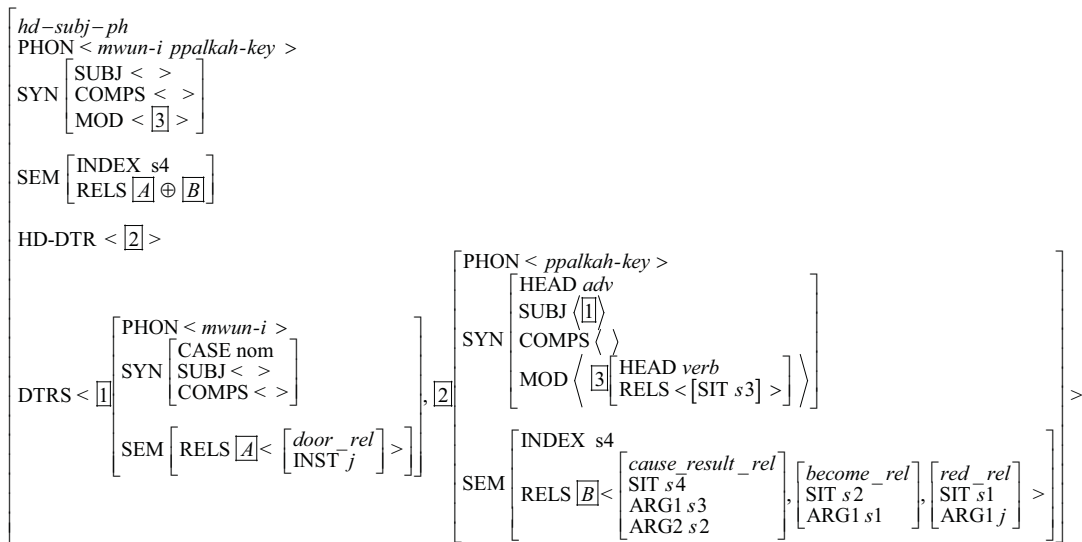 hd−subj−ph
PHON < mwun-i ppalkah-key >
SYN [SUBJ < >
COMPS < >
MOD < [3] >]
SEM [INDEX s4
RELS [A] ⊕ [B]]
HD-DTR < [2] >
DTRS < [1] [PHON < mwun-i >
SYN [CASE nom
SUBJ < >
COMPS < >]
SEM [RELS [A] < [door_rel
INST j] >]], [2] [PHON < ppalkah-key >
SYN [HEAD adv
SUBJ ⟨[1]⟩
COMPS ⟨ ⟩
MOD ⟨ [3] [HEAD verb
RELS < [SIT s3] >] ⟩]
SEM [INDEX s4
RELS [B] < [cause_result_rel
SIT s4
ARG1 s3
ARG2 s2], [become_rel
SIT s2
ARG1 s1], [red_rel
SIT s1
ARG1 j] >]] >